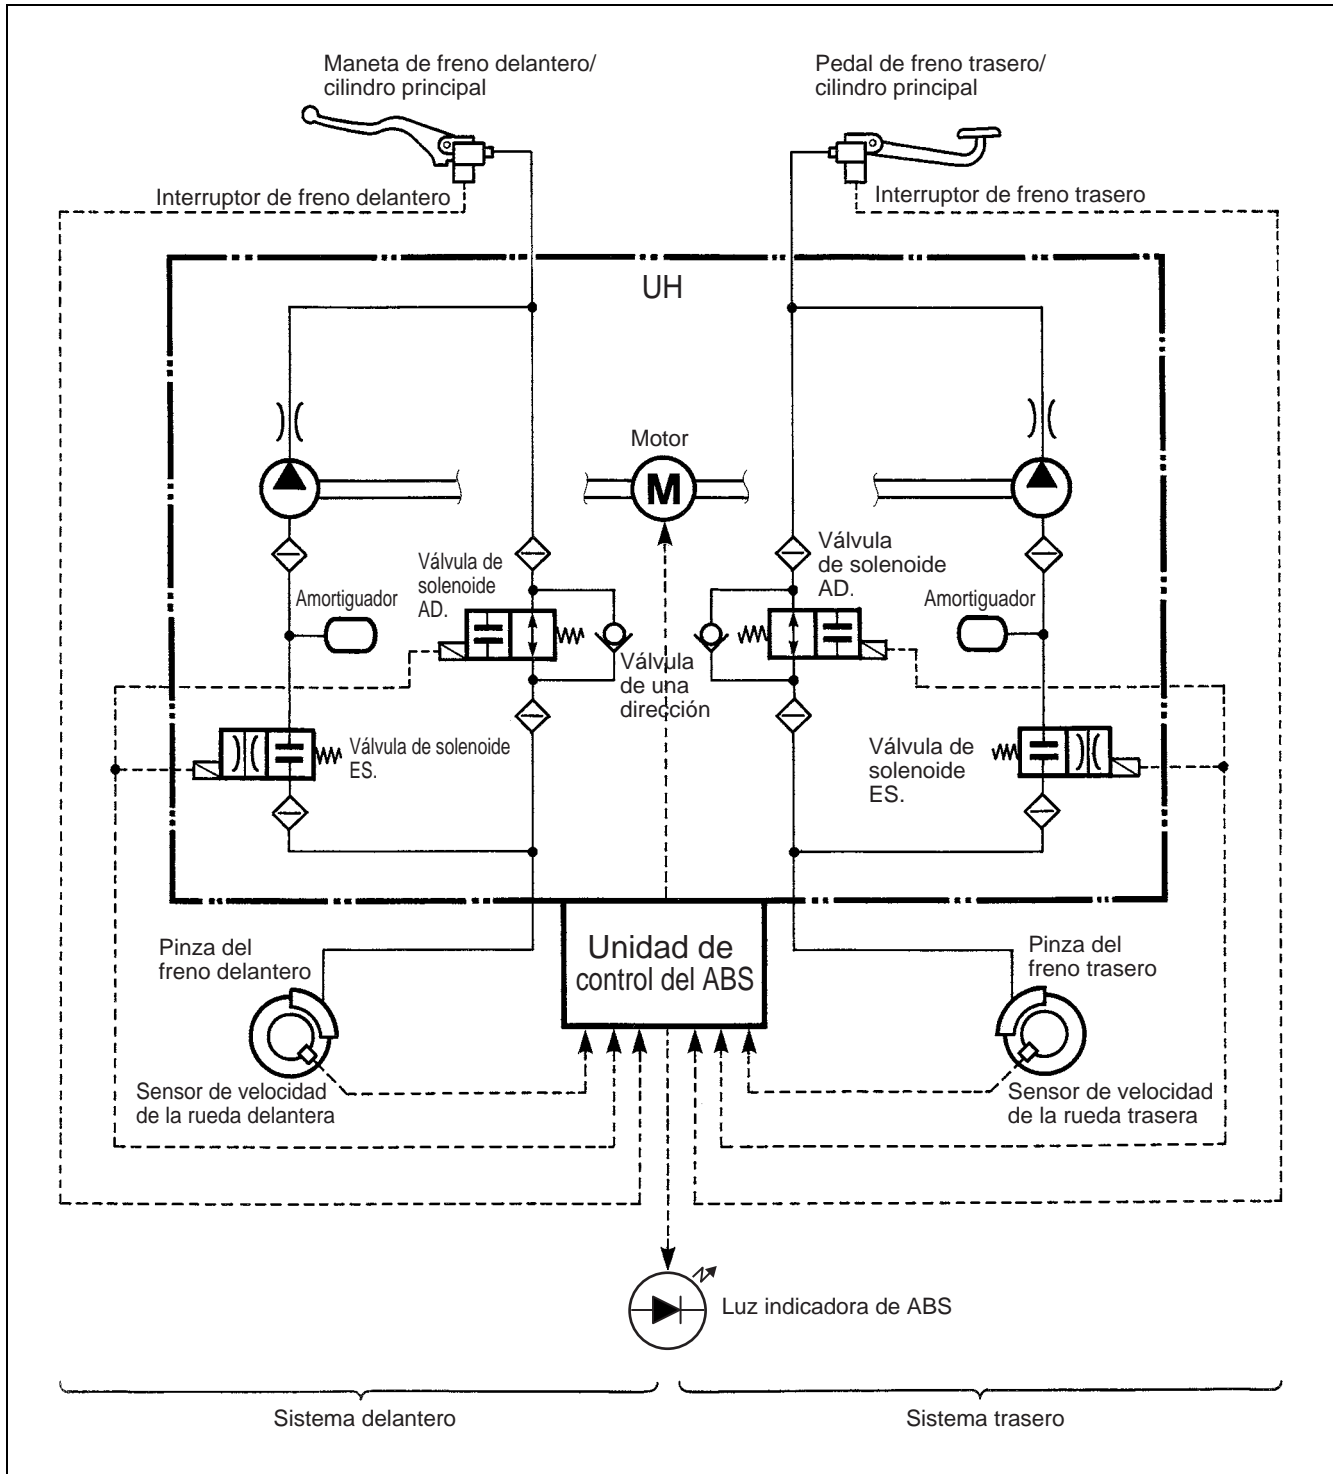 Maneta de freno delantero/
cilindro principal
Pedal de freno trasero/
cilindro principal
Interruptor de freno delantero
Interruptor de freno trasero
UH
Motor
M
Válvula de
solenoide
AD.
Válvula
de solenoide
AD.
Amortiguador
Amortiguador
Válvula
de una
dirección
Válvula de solenoide
ES.
Válvula de
solenoide
ES.
Unidad de
control del ABS
Pinza del
freno delantero
Pinza del
freno trasero
Sensor de velocidad
de la rueda delantera
Sensor de velocidad
de la rueda trasera
Luz indicadora de ABS
Sistema delantero
Sistema trasero